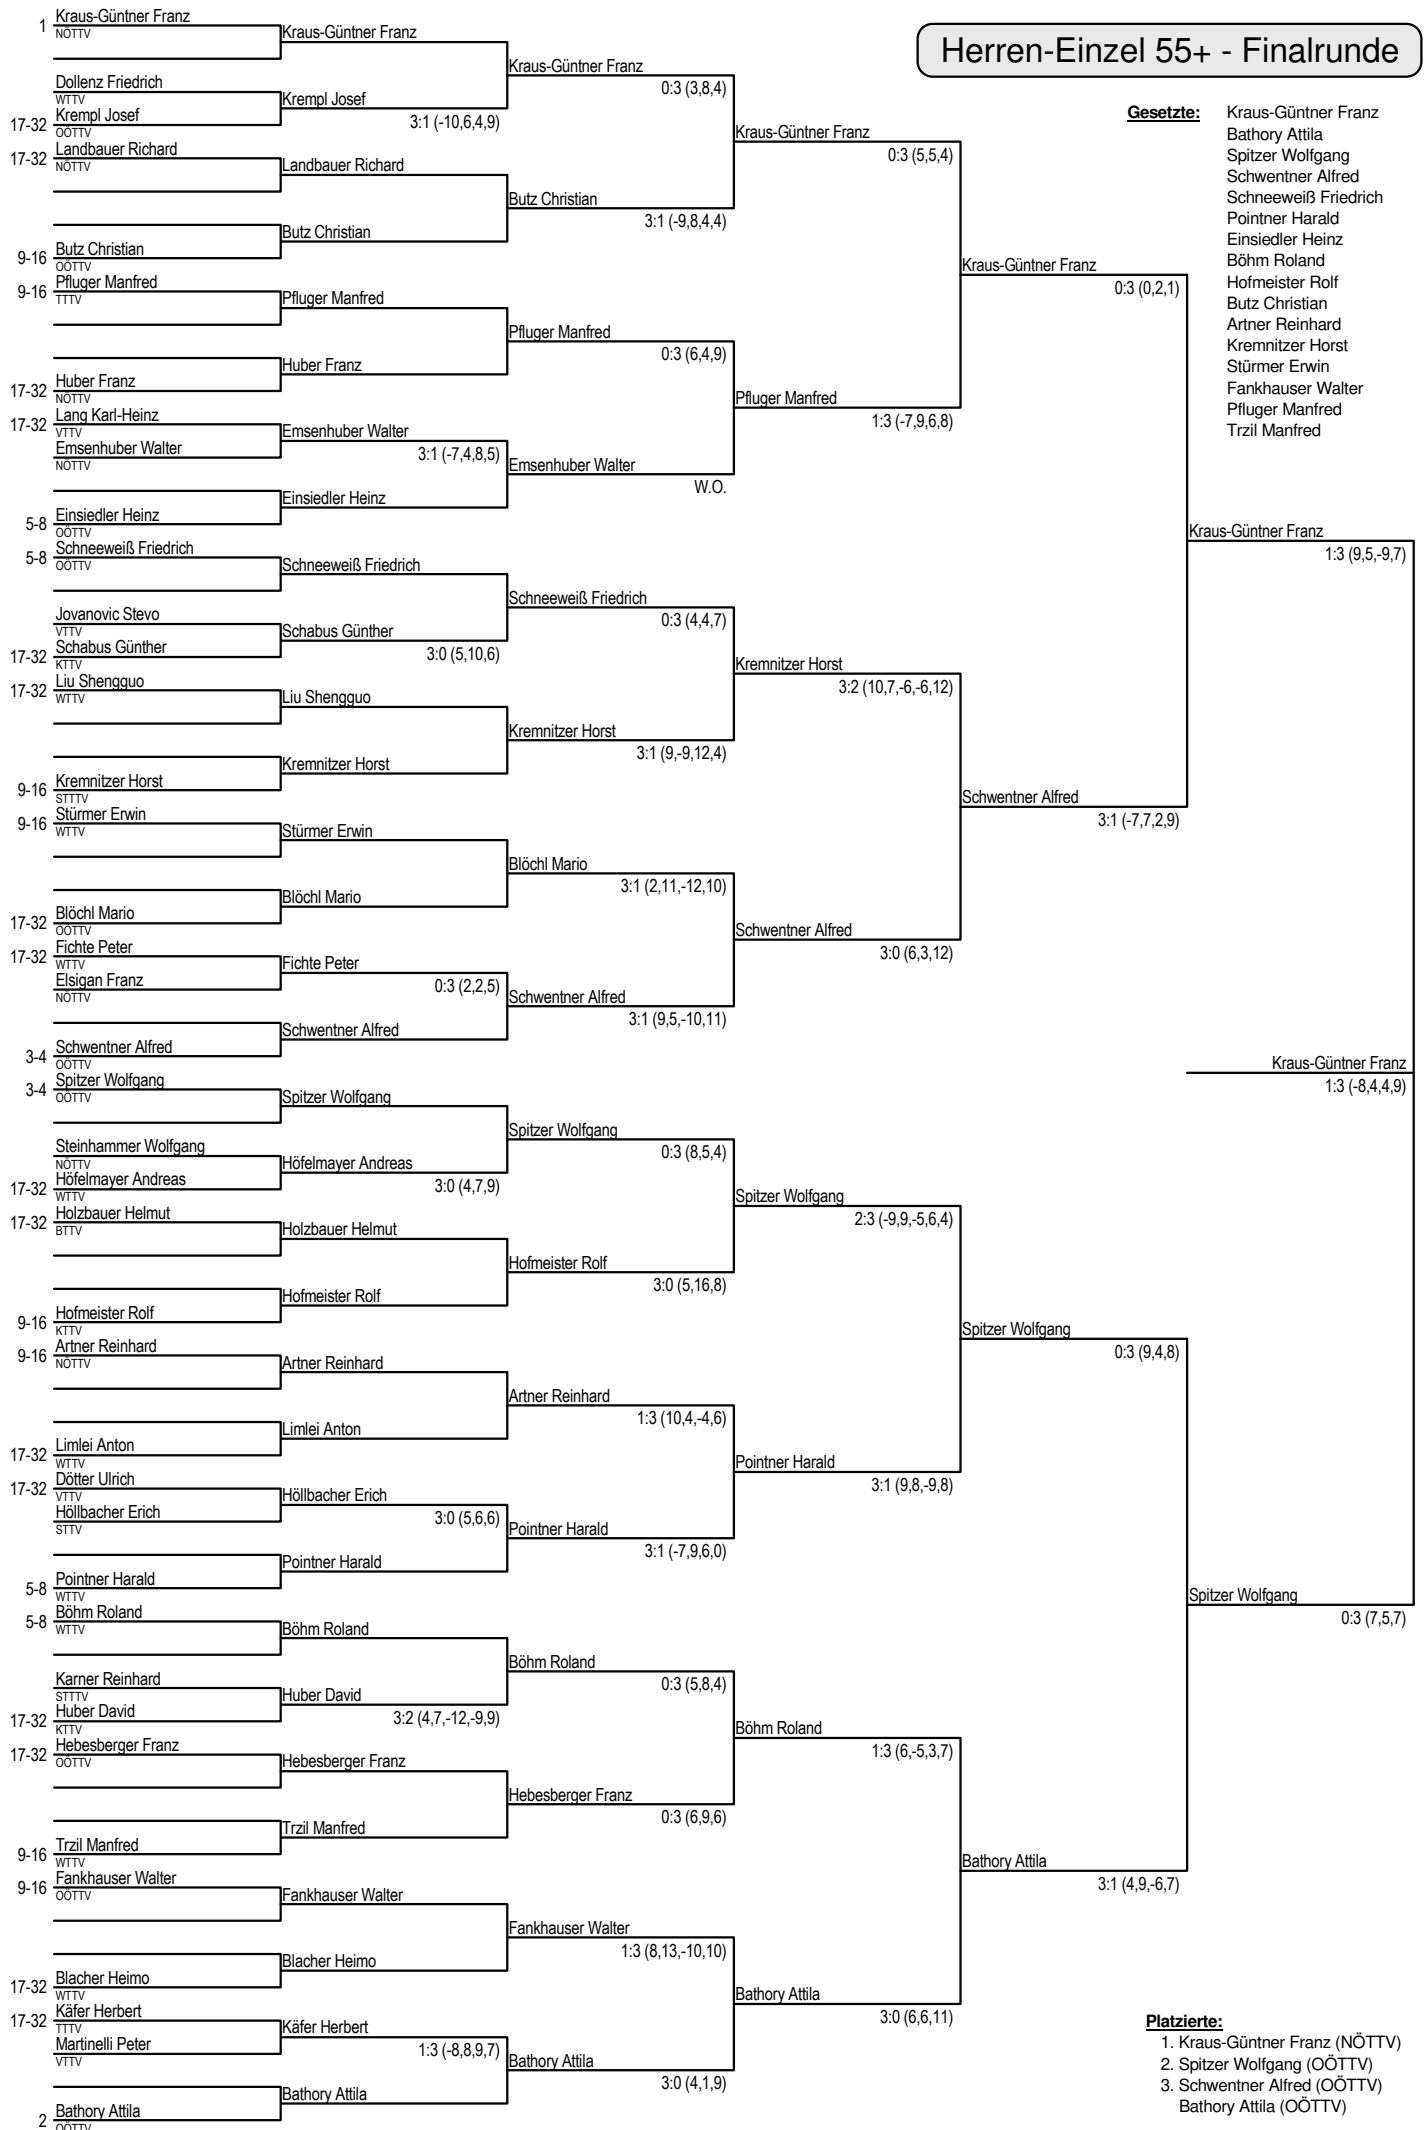 Herren-Einzel 55+ - Finalrunde
Gesetzte:
Kraus-Güntner Franz
Bathory Attila
Spitzer Wolfgang
Schwentner Alfred
Schneeweiß Friedrich
Pointner Harald
Einsiedler Heinz
Böhm Roland
Hofmeister Rolf
Butz Christian
Artner Reinhard
Kremnitzer Horst
Stürmer Erwin
Fankhauser Walter
Pfluger Manfred
Trzil Manfred
1 Kraus-Güntner Franz
NÖTTV
Dollenz Friedrich
WTTV
17-32 Krempl Josef
OÖTTV
17-32 Landbauer Richard
NÖTTV
9-16 Butz Christian
OÖTTV
9-16 Pfluger Manfred
TTTV
17-32 Huber Franz
NÖTTV
17-32 Lang Karl-Heinz
VTTV
Emsenhuber Walter
NÖTTV
5-8 Einsiedler Heinz
OÖTTV
5-8 Schneeweiß Friedrich
OÖTTV
Jovanovic Stevo
VTTV
17-32 Schabus Günther
KTTV
17-32 Liu Shengguo
WTTV
9-16 Kremnitzer Horst
STTTV
9-16 Stürmer Erwin
WTTV
17-32 Blöchl Mario
OÖTTV
17-32 Fichte Peter
WTTV
Elsigan Franz
NÖTTV
3-4 Schwentner Alfred
OÖTTV
3-4 Spitzer Wolfgang
OÖTTV
Steinhammer Wolfgang
NÖTTV
17-32 Höfelmayer Andreas
WTTV
17-32 Holzbauer Helmut
BTTV
9-16 Hofmeister Rolf
KTTV
9-16 Artner Reinhard
NÖTTV
17-32 Limlei Anton
WTTV
17-32 Dötter Ulrich
VTTV
Höllbacher Erich
STTV
5-8 Pointner Harald
WTTV
5-8 Böhm Roland
WTTV
Karner Reinhard
STTTV
17-32 Huber David
KTTV
17-32 Hebesberger Franz
OÖTTV
9-16 Trzil Manfred
WTTV
9-16 Fankhauser Walter
OÖTTV
17-32 Blacher Heimo
WTTV
17-32 Käfer Herbert
TTTV
Martinelli Peter
VTTV
2 Bathory Attila
OÖTTV
Kraus-Güntner Franz
Krempl Josef
3:1 (-10,6,4,9)
Landbauer Richard
Butz Christian
Pfluger Manfred
Huber Franz
Emsenhuber Walter
3:1 (-7,4,8,5)
Einsiedler Heinz
Schneeweiß Friedrich
Schabus Günther
3:0 (5,10,6)
Liu Shengguo
Kremnitzer Horst
Stürmer Erwin
Blöchl Mario
Fichte Peter
0:3 (2,2,5)
Schwentner Alfred
Spitzer Wolfgang
Höfelmayer Andreas
3:0 (4,7,9)
Holzbauer Helmut
Hofmeister Rolf
Artner Reinhard
Limlei Anton
Höllbacher Erich
3:0 (5,6,6)
Pointner Harald
Böhm Roland
Huber David
3:2 (4,7,-12,-9,9)
Hebesberger Franz
Trzil Manfred
Fankhauser Walter
Blacher Heimo
Käfer Herbert
1:3 (-8,8,9,7)
Bathory Attila
Kraus-Güntner Franz
0:3 (3,8,4)
Butz Christian
3:1 (-9,8,4,4)
Pfluger Manfred
0:3 (6,4,9)
Emsenhuber Walter
W.O.
Schneeweiß Friedrich
0:3 (4,4,7)
Kremnitzer Horst
3:1 (9,-9,12,4)
Blöchl Mario
3:1 (2,11,-12,10)
Schwentner Alfred
3:1 (9,5,-10,11)
Spitzer Wolfgang
0:3 (8,5,4)
Hofmeister Rolf
3:0 (5,16,8)
Artner Reinhard
1:3 (10,4,-4,6)
Pointner Harald
3:1 (-7,9,6,0)
Böhm Roland
0:3 (5,8,4)
Hebesberger Franz
0:3 (6,9,6)
Fankhauser Walter
1:3 (8,13,-10,10)
Bathory Attila
3:0 (4,1,9)
Kraus-Güntner Franz
0:3 (5,5,4)
Pfluger Manfred
1:3 (-7,9,6,8)
Kremnitzer Horst
3:2 (10,7,-6,-6,12)
Schwentner Alfred
3:0 (6,3,12)
Spitzer Wolfgang
2:3 (-9,9,-5,6,4)
Pointner Harald
3:1 (9,8,-9,8)
Böhm Roland
1:3 (6,-5,3,7)
Bathory Attila
3:0 (6,6,11)
Kraus-Güntner Franz
0:3 (0,2,1)
Schwentner Alfred
3:1 (-7,7,2,9)
Spitzer Wolfgang
0:3 (9,4,8)
Bathory Attila
3:1 (4,9,-6,7)
Kraus-Güntner Franz
1:3 (9,5,-9,7)
Spitzer Wolfgang
0:3 (7,5,7)
Kraus-Güntner Franz
1:3 (-8,4,4,9)
Platzierte:
1. Kraus-Güntner Franz (NÖTTV)
2. Spitzer Wolfgang (OÖTTV)
3. Schwentner Alfred (OÖTTV)
Bathory Attila (OÖTTV)